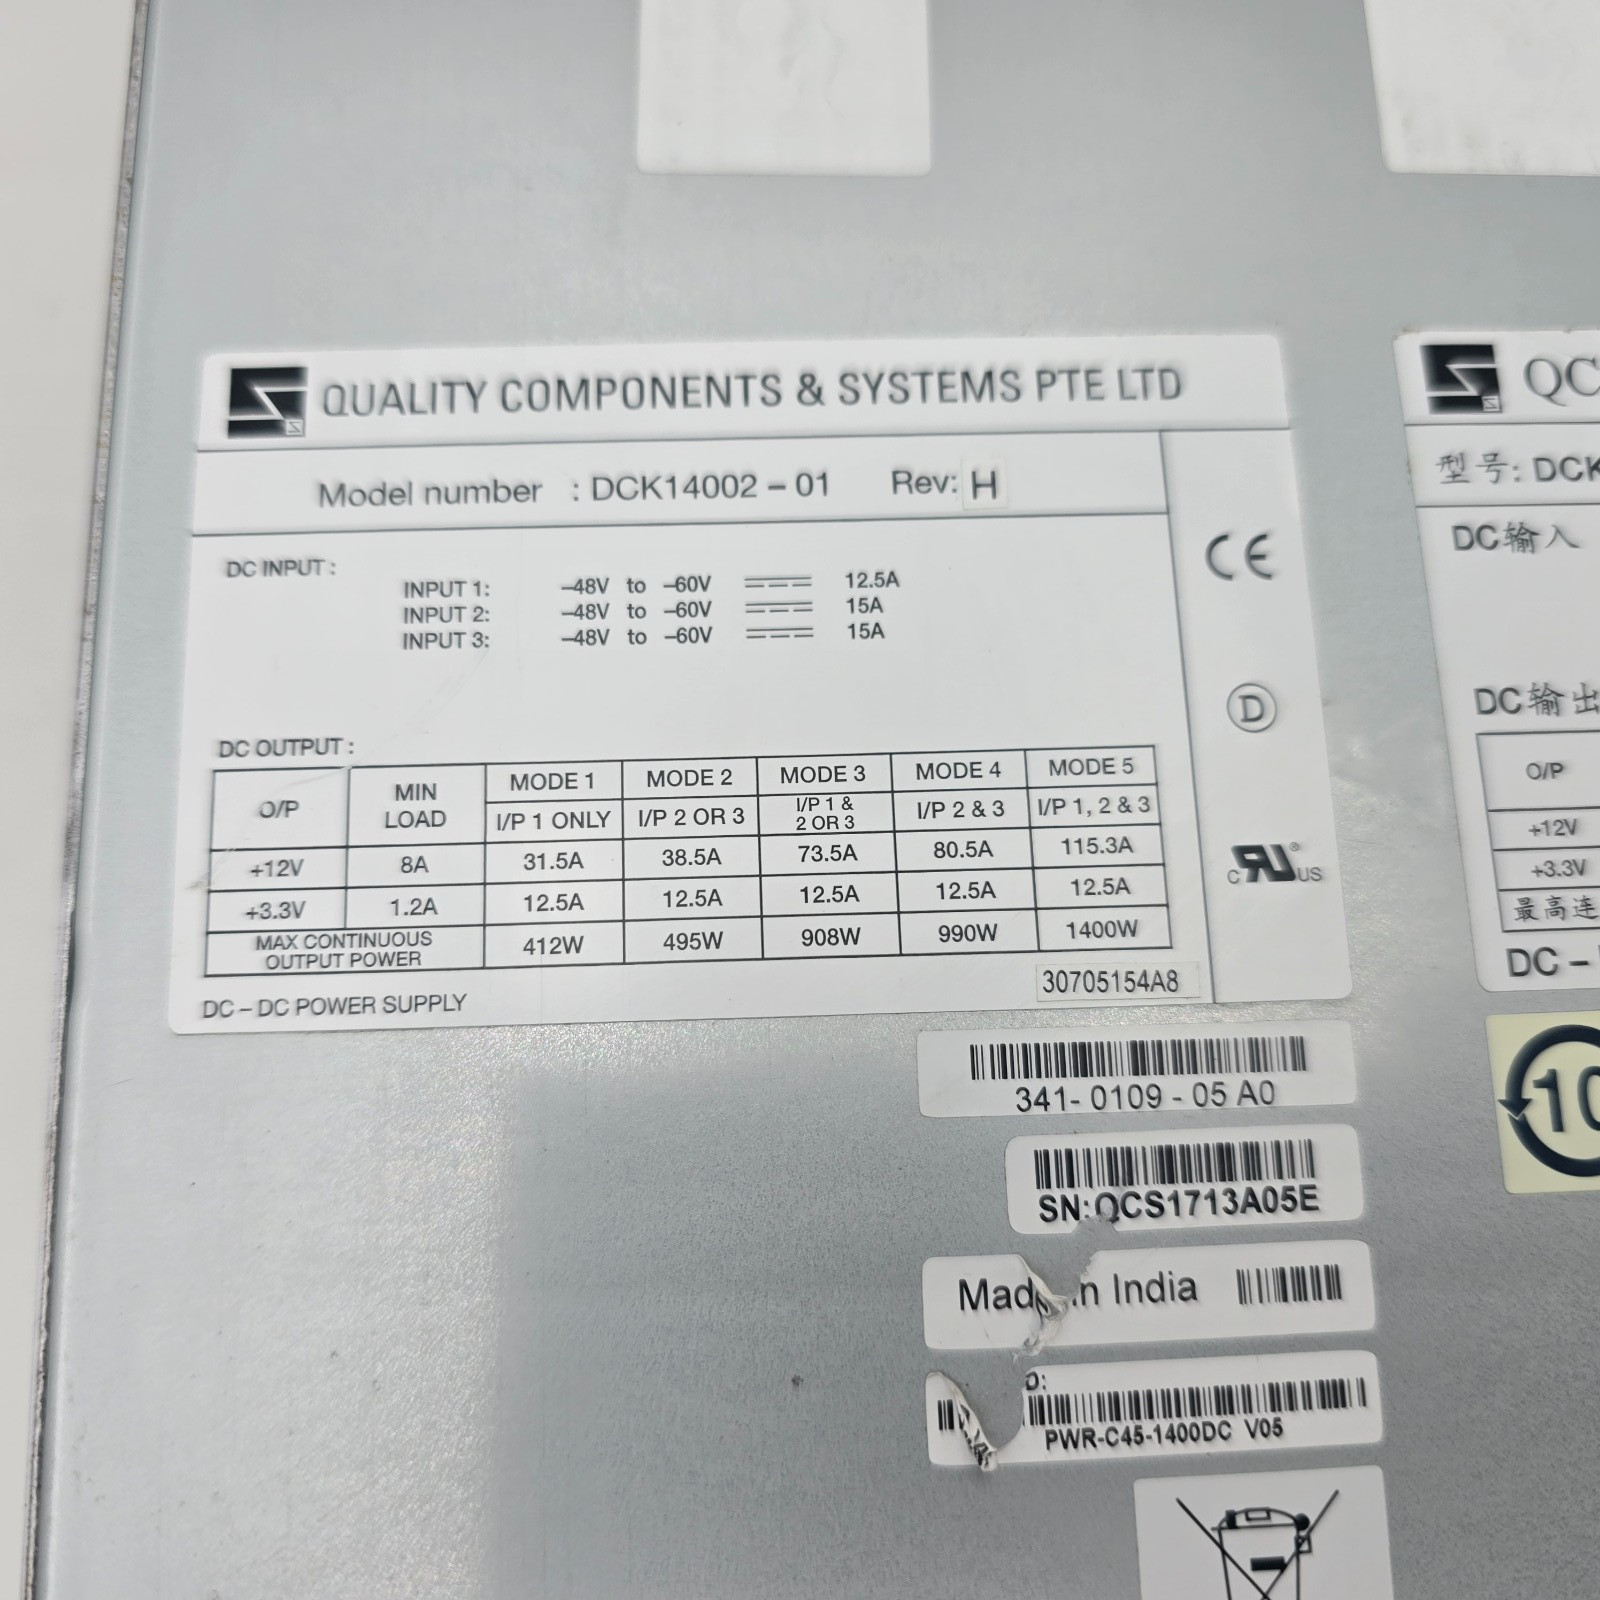 QUALITY COMPONENTS & SYSTEMS PTE LTD
Model number : DCK14002 – 01 Rev: H
DC INPUT :
INPUT 1: –48V to –60V 12.5A
INPUT 2: –48V to –60V 15A
INPUT 3: –48V to –60V 15A
DC OUTPUT :
O/P MIN LOAD MODE 1 MODE 2 MODE 3 MODE 4 MODE 5
I/P 1 ONLY I/P 2 OR 3 I/P 1 & 2 OR 3 I/P 2 & 3 I/P 1, 2 & 3
+12V 8A 31.5A 38.5A 73.5A 80.5A 115.3A
+3.3V 1.2A 12.5A 12.5A 12.5A 12.5A 12.5A
MAX CONTINUOUS OUTPUT POWER 412W 495W 908W 990W 1400W
30705154A8
DC – DC POWER SUPPLY
CE
D
C RU ® US
341- 0109 - 05 A0
SN:QCS1713A05E
Made in India
D:
PWR-C45-1400DC V05
QC
型号: DCK
DC输入
DC输出
O/P
+12V
+3.3V
最高连
DC –
10